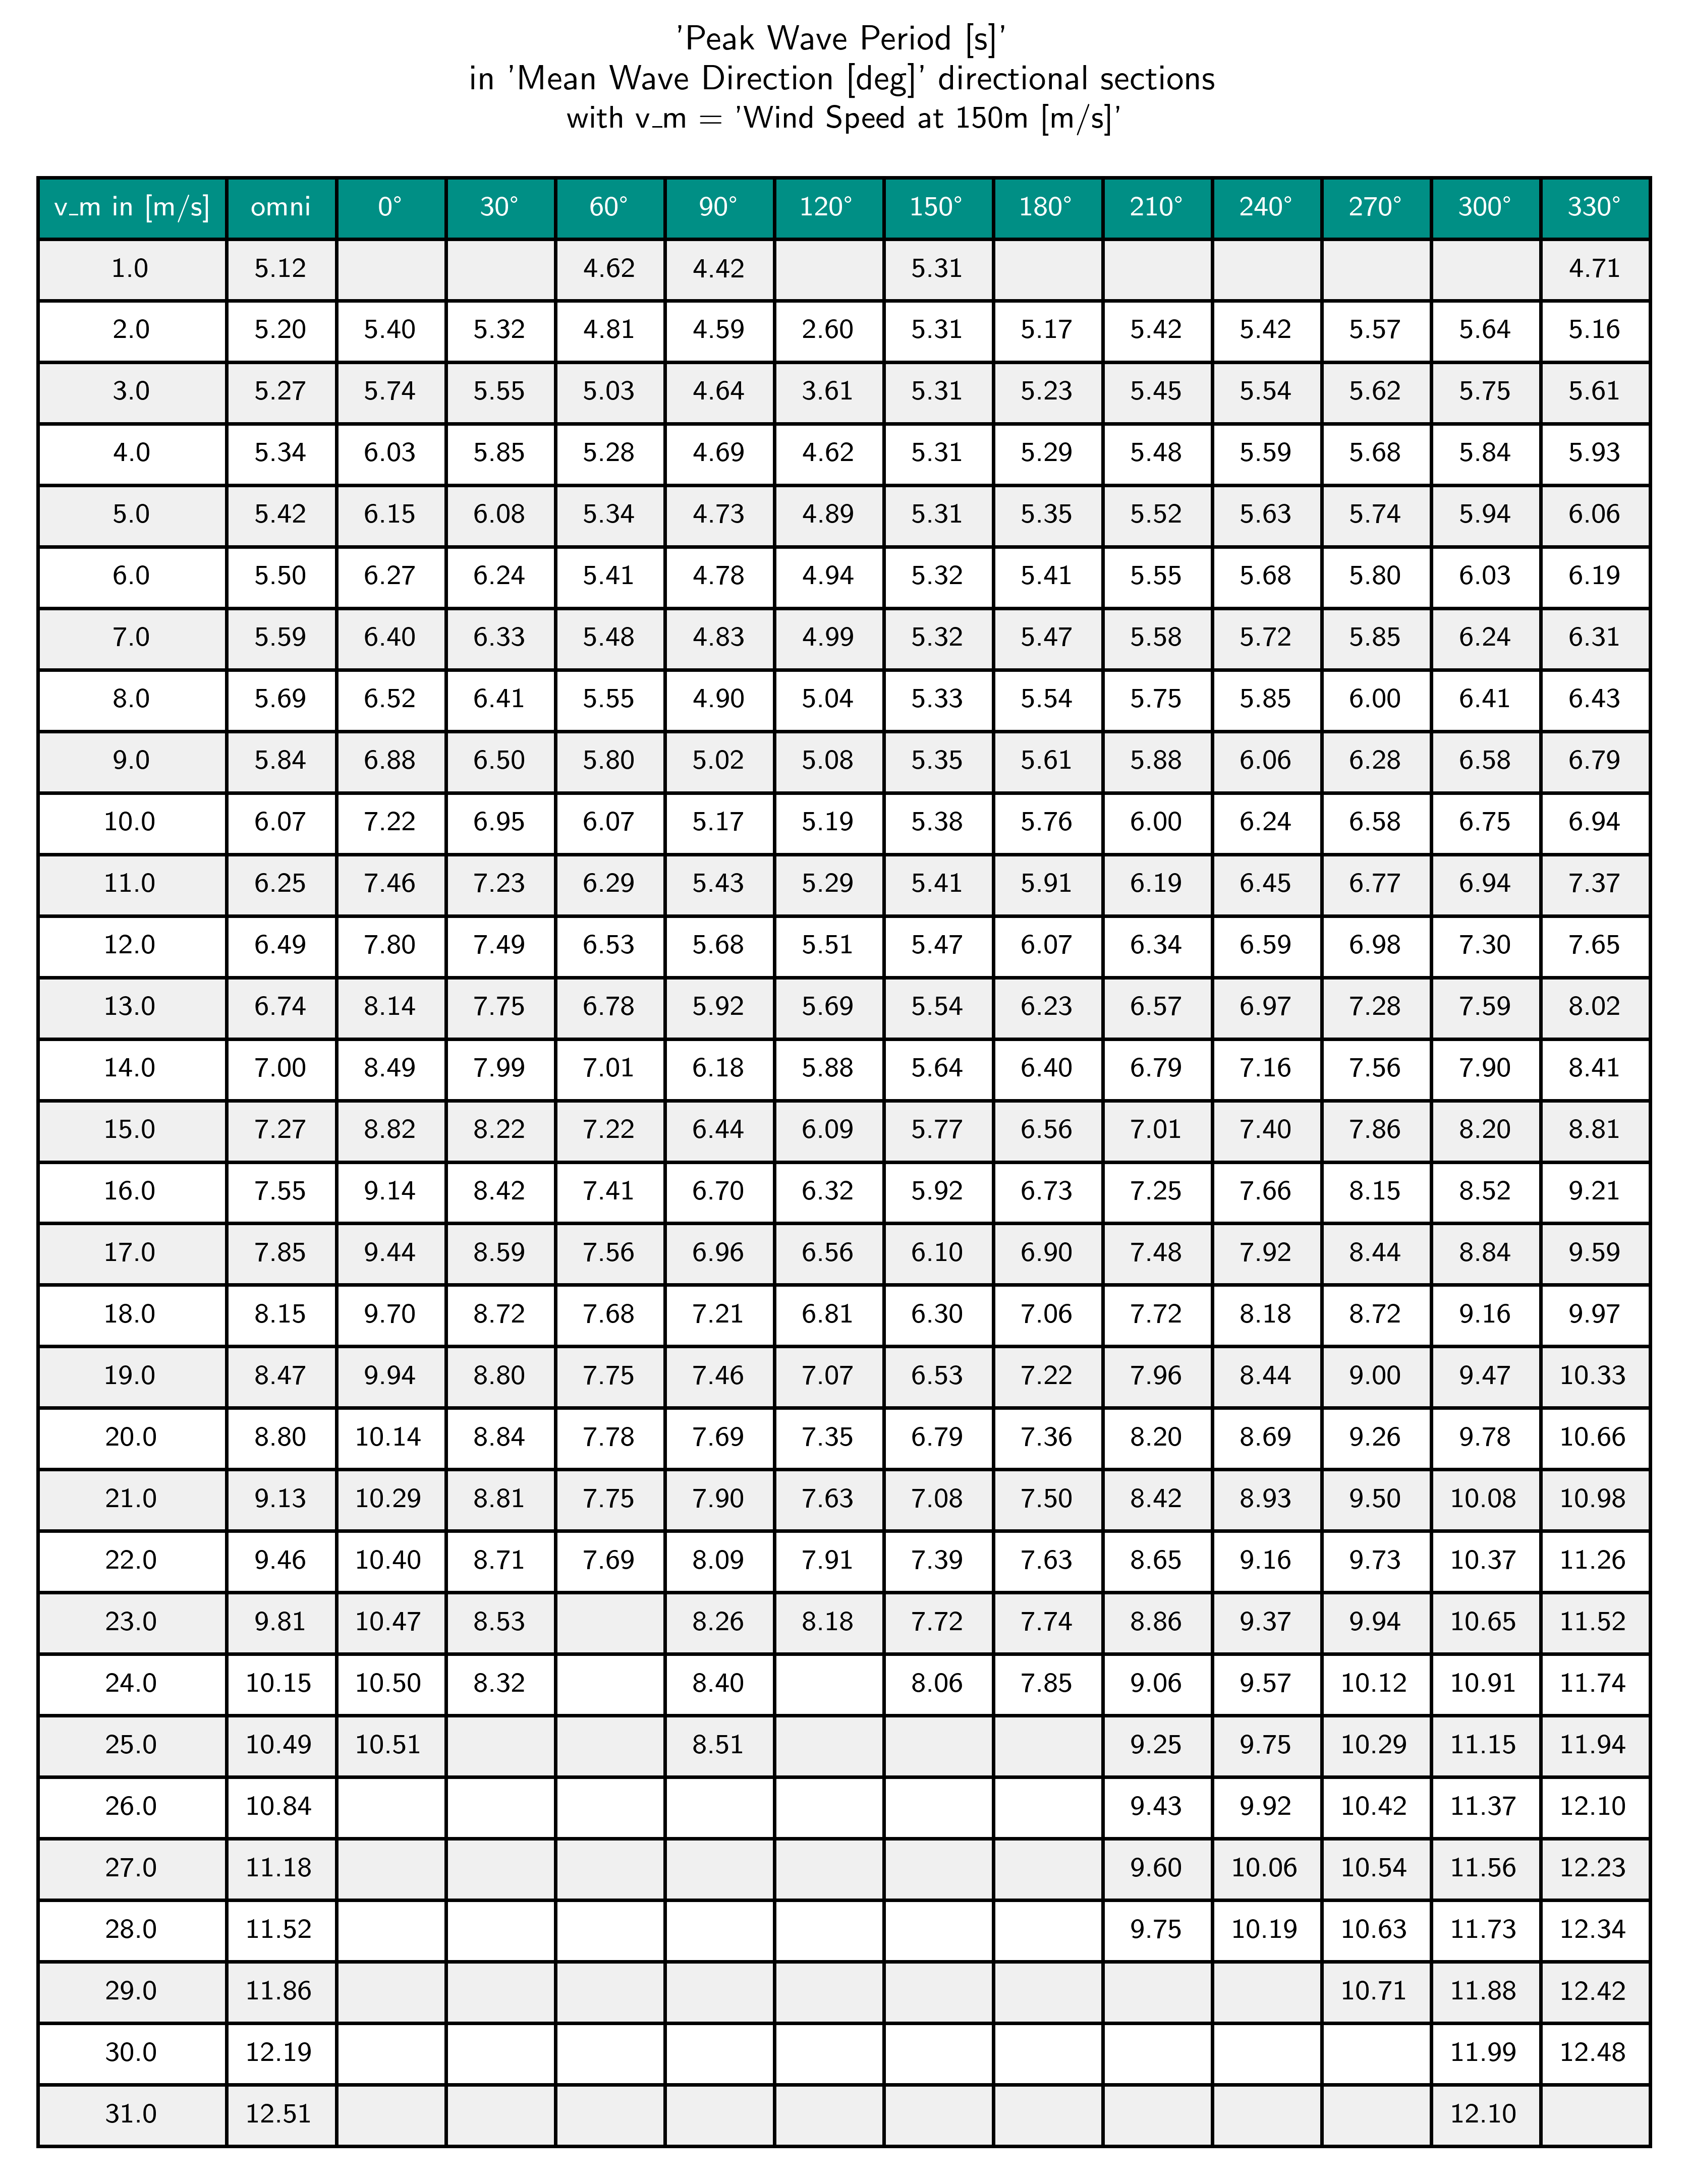 'Peak Wave Period [s]'
in 'Mean Wave Direction [deg]' directional sections
with v_m = 'Wind Speed at 150m [m/s]'
v_m in [m/s] omni 0° 30° 60° 90° 120° 150° 180° 210° 240° 270° 300° 330°
1.0 5.12 4.62 4.42 5.31 4.71
2.0 5.20 5.40 5.32 4.81 4.59 2.60 5.31 5.17 5.42 5.42 5.57 5.64 5.16
3.0 5.27 5.74 5.55 5.03 4.64 3.61 5.31 5.23 5.45 5.54 5.62 5.75 5.61
4.0 5.34 6.03 5.85 5.28 4.69 4.62 5.31 5.29 5.48 5.59 5.68 5.84 5.93
5.0 5.42 6.15 6.08 5.34 4.73 4.89 5.31 5.35 5.52 5.63 5.74 5.94 6.06
6.0 5.50 6.27 6.24 5.41 4.78 4.94 5.32 5.41 5.55 5.68 5.80 6.03 6.19
7.0 5.59 6.40 6.33 5.48 4.83 4.99 5.32 5.47 5.58 5.72 5.85 6.24 6.31
8.0 5.69 6.52 6.41 5.55 4.90 5.04 5.33 5.54 5.75 5.85 6.00 6.41 6.43
9.0 5.84 6.88 6.50 5.80 5.02 5.08 5.35 5.61 5.88 6.06 6.28 6.58 6.79
10.0 6.07 7.22 6.95 6.07 5.17 5.19 5.38 5.76 6.00 6.24 6.58 6.75 6.94
11.0 6.25 7.46 7.23 6.29 5.43 5.29 5.41 5.91 6.19 6.45 6.77 6.94 7.37
12.0 6.49 7.80 7.49 6.53 5.68 5.51 5.47 6.07 6.34 6.59 6.98 7.30 7.65
13.0 6.74 8.14 7.75 6.78 5.92 5.69 5.54 6.23 6.57 6.97 7.28 7.59 8.02
14.0 7.00 8.49 7.99 7.01 6.18 5.88 5.64 6.40 6.79 7.16 7.56 7.90 8.41
15.0 7.27 8.82 8.22 7.22 6.44 6.09 5.77 6.56 7.01 7.40 7.86 8.20 8.81
16.0 7.55 9.14 8.42 7.41 6.70 6.32 5.92 6.73 7.25 7.66 8.15 8.52 9.21
17.0 7.85 9.44 8.59 7.56 6.96 6.56 6.10 6.90 7.48 7.92 8.44 8.84 9.59
18.0 8.15 9.70 8.72 7.68 7.21 6.81 6.30 7.06 7.72 8.18 8.72 9.16 9.97
19.0 8.47 9.94 8.80 7.75 7.46 7.07 6.53 7.22 7.96 8.44 9.00 9.47 10.33
20.0 8.80 10.14 8.84 7.78 7.69 7.35 6.79 7.36 8.20 8.69 9.26 9.78 10.66
21.0 9.13 10.29 8.81 7.75 7.90 7.63 7.08 7.50 8.42 8.93 9.50 10.08 10.98
22.0 9.46 10.40 8.71 7.69 8.09 7.91 7.39 7.63 8.65 9.16 9.73 10.37 11.26
23.0 9.81 10.47 8.53 8.26 8.18 7.72 7.74 8.86 9.37 9.94 10.65 11.52
24.0 10.15 10.50 8.32 8.40 8.06 7.85 9.06 9.57 10.12 10.91 11.74
25.0 10.49 10.51 8.51 9.25 9.75 10.29 11.15 11.94
26.0 10.84 9.43 9.92 10.42 11.37 12.10
27.0 11.18 9.60 10.06 10.54 11.56 12.23
28.0 11.52 9.75 10.19 10.63 11.73 12.34
29.0 11.86 10.71 11.88 12.42
30.0 12.19 11.99 12.48
31.0 12.51 12.10